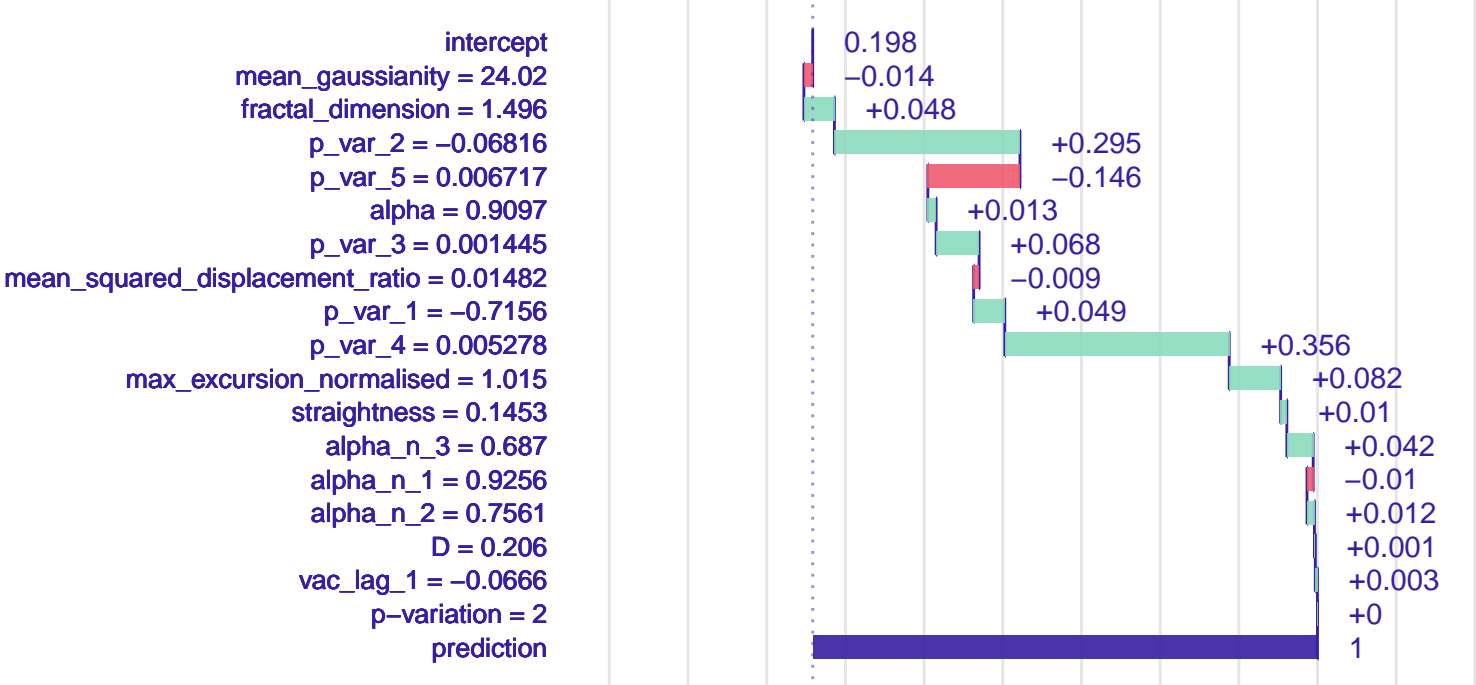 intercept 0.198
mean_gaussianity = 24.02 −0.014
fractal_dimension = 1.496 +0.048
p_var_2 = −0.06816 +0.295
p_var_5 = 0.006717 −0.146
alpha = 0.9097 +0.013
p_var_3 = 0.001445 +0.068
mean_squared_displacement_ratio = 0.01482 −0.009
p_var_1 = −0.7156 +0.049
p_var_4 = 0.005278 +0.356
max_excursion_normalised = 1.015 +0.082
straightness = 0.1453 +0.01
alpha_n_3 = 0.687 +0.042
alpha_n_1 = 0.9256 −0.01
alpha_n_2 = 0.7561 +0.012
D = 0.206 +0.001
vac_lag_1 = −0.0666 +0.003
p−variation = 2 +0
prediction 1